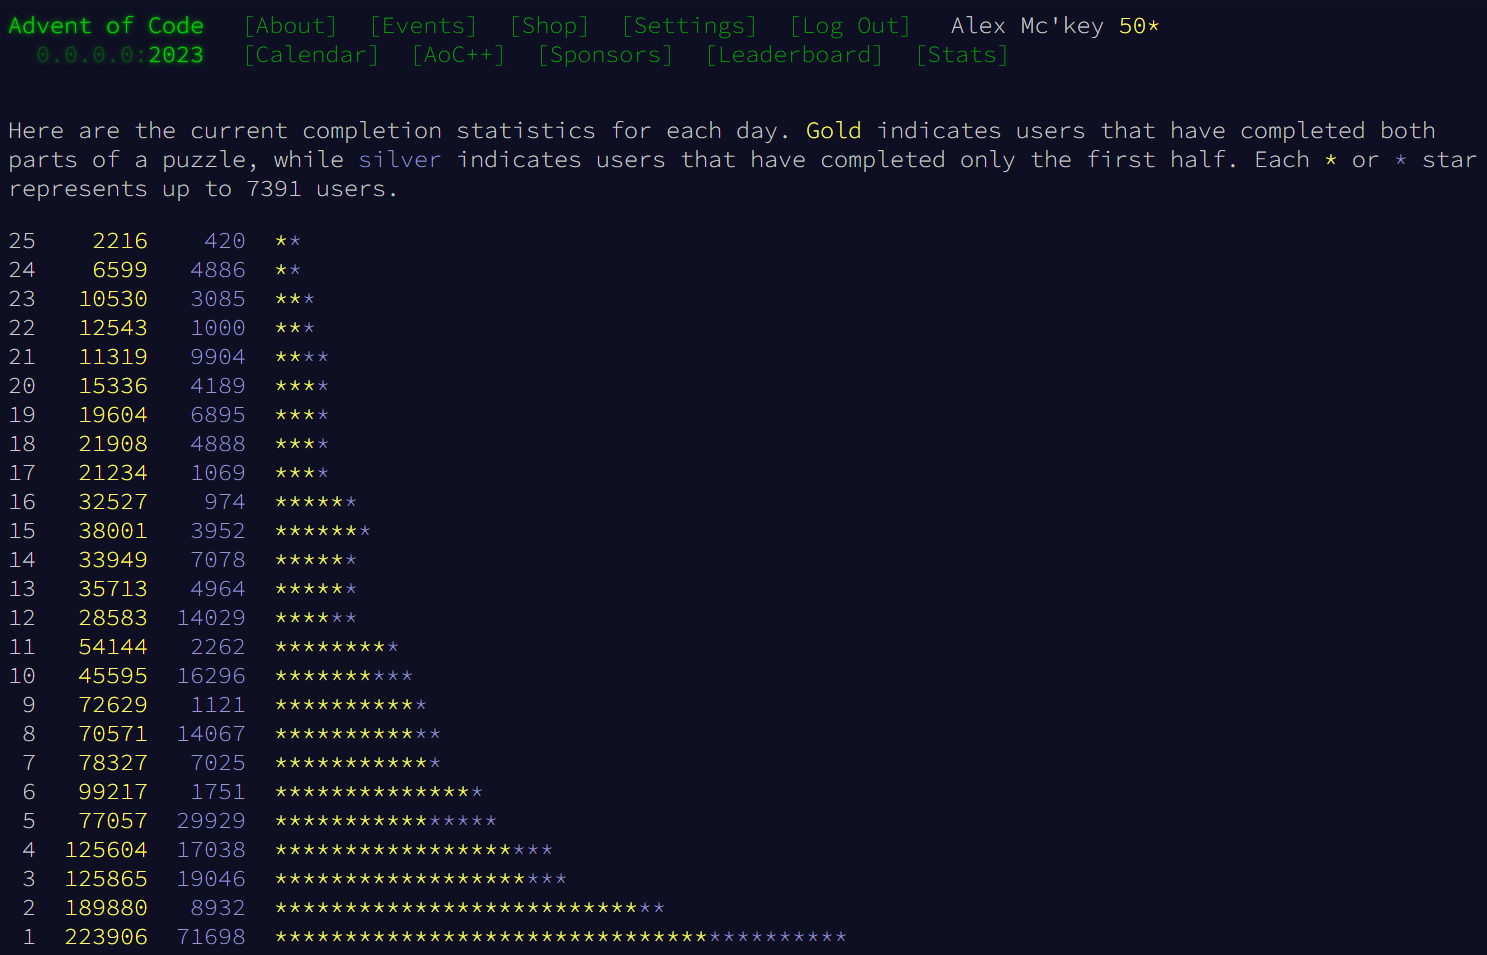 Advent of Code [About] [Events] [Shop] [Settings] [Log Out] Alex Mc'key 50*
0.0.0.0:2023 [Calendar] [AoC++] [Sponsors] [Leaderboard] [Stats]
Here are the current completion statistics for each day. Gold indicates users that have completed both
parts of a puzzle, while silver indicates users that have completed only the first half. Each * or * star
represents up to 7391 users.
25 2216 420 **
24 6599 4886 **
23 10530 3085 ***
22 12543 1000 ***
21 11319 9904 ****
20 15336 4189 ****
19 19604 6895 ****
18 21908 4888 ****
17 21234 1069 ****
16 32527 974 ******
15 38001 3952 *******
14 33949 7078 ******
13 35713 4964 ******
12 28583 14029 ******
11 54144 2262 *********
10 45595 16296 **********
9 72629 1121 ***********
8 70571 14067 ************
7 78327 7025 ************
6 99217 1751 ***************
5 77057 29929 ****************
4 125604 17038 ********************
3 125865 19046 *********************
2 189880 8932 ****************************
1 223906 71698 *****************************************